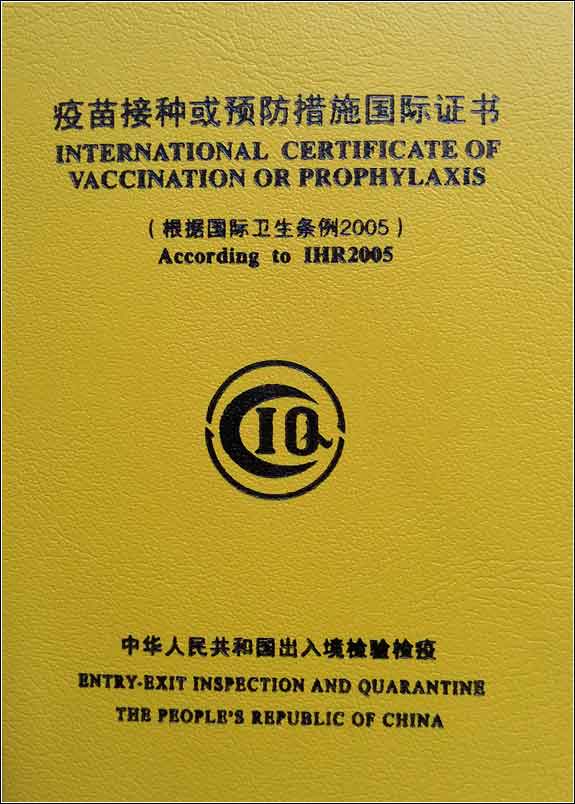 疫苗接种或预防措施国际证书
INTERNATIONAL CERTIFICATE OF
VACCINATION OR PROPHYLAXIS
（根据国际卫生条例2005）
According to IHR2005
CIQ
中华人民共和国出入境检验检疫
ENTRY-EXIT INSPECTION AND QUARANTINE
THE PEOPLE'S REPUBLIC OF CHINA